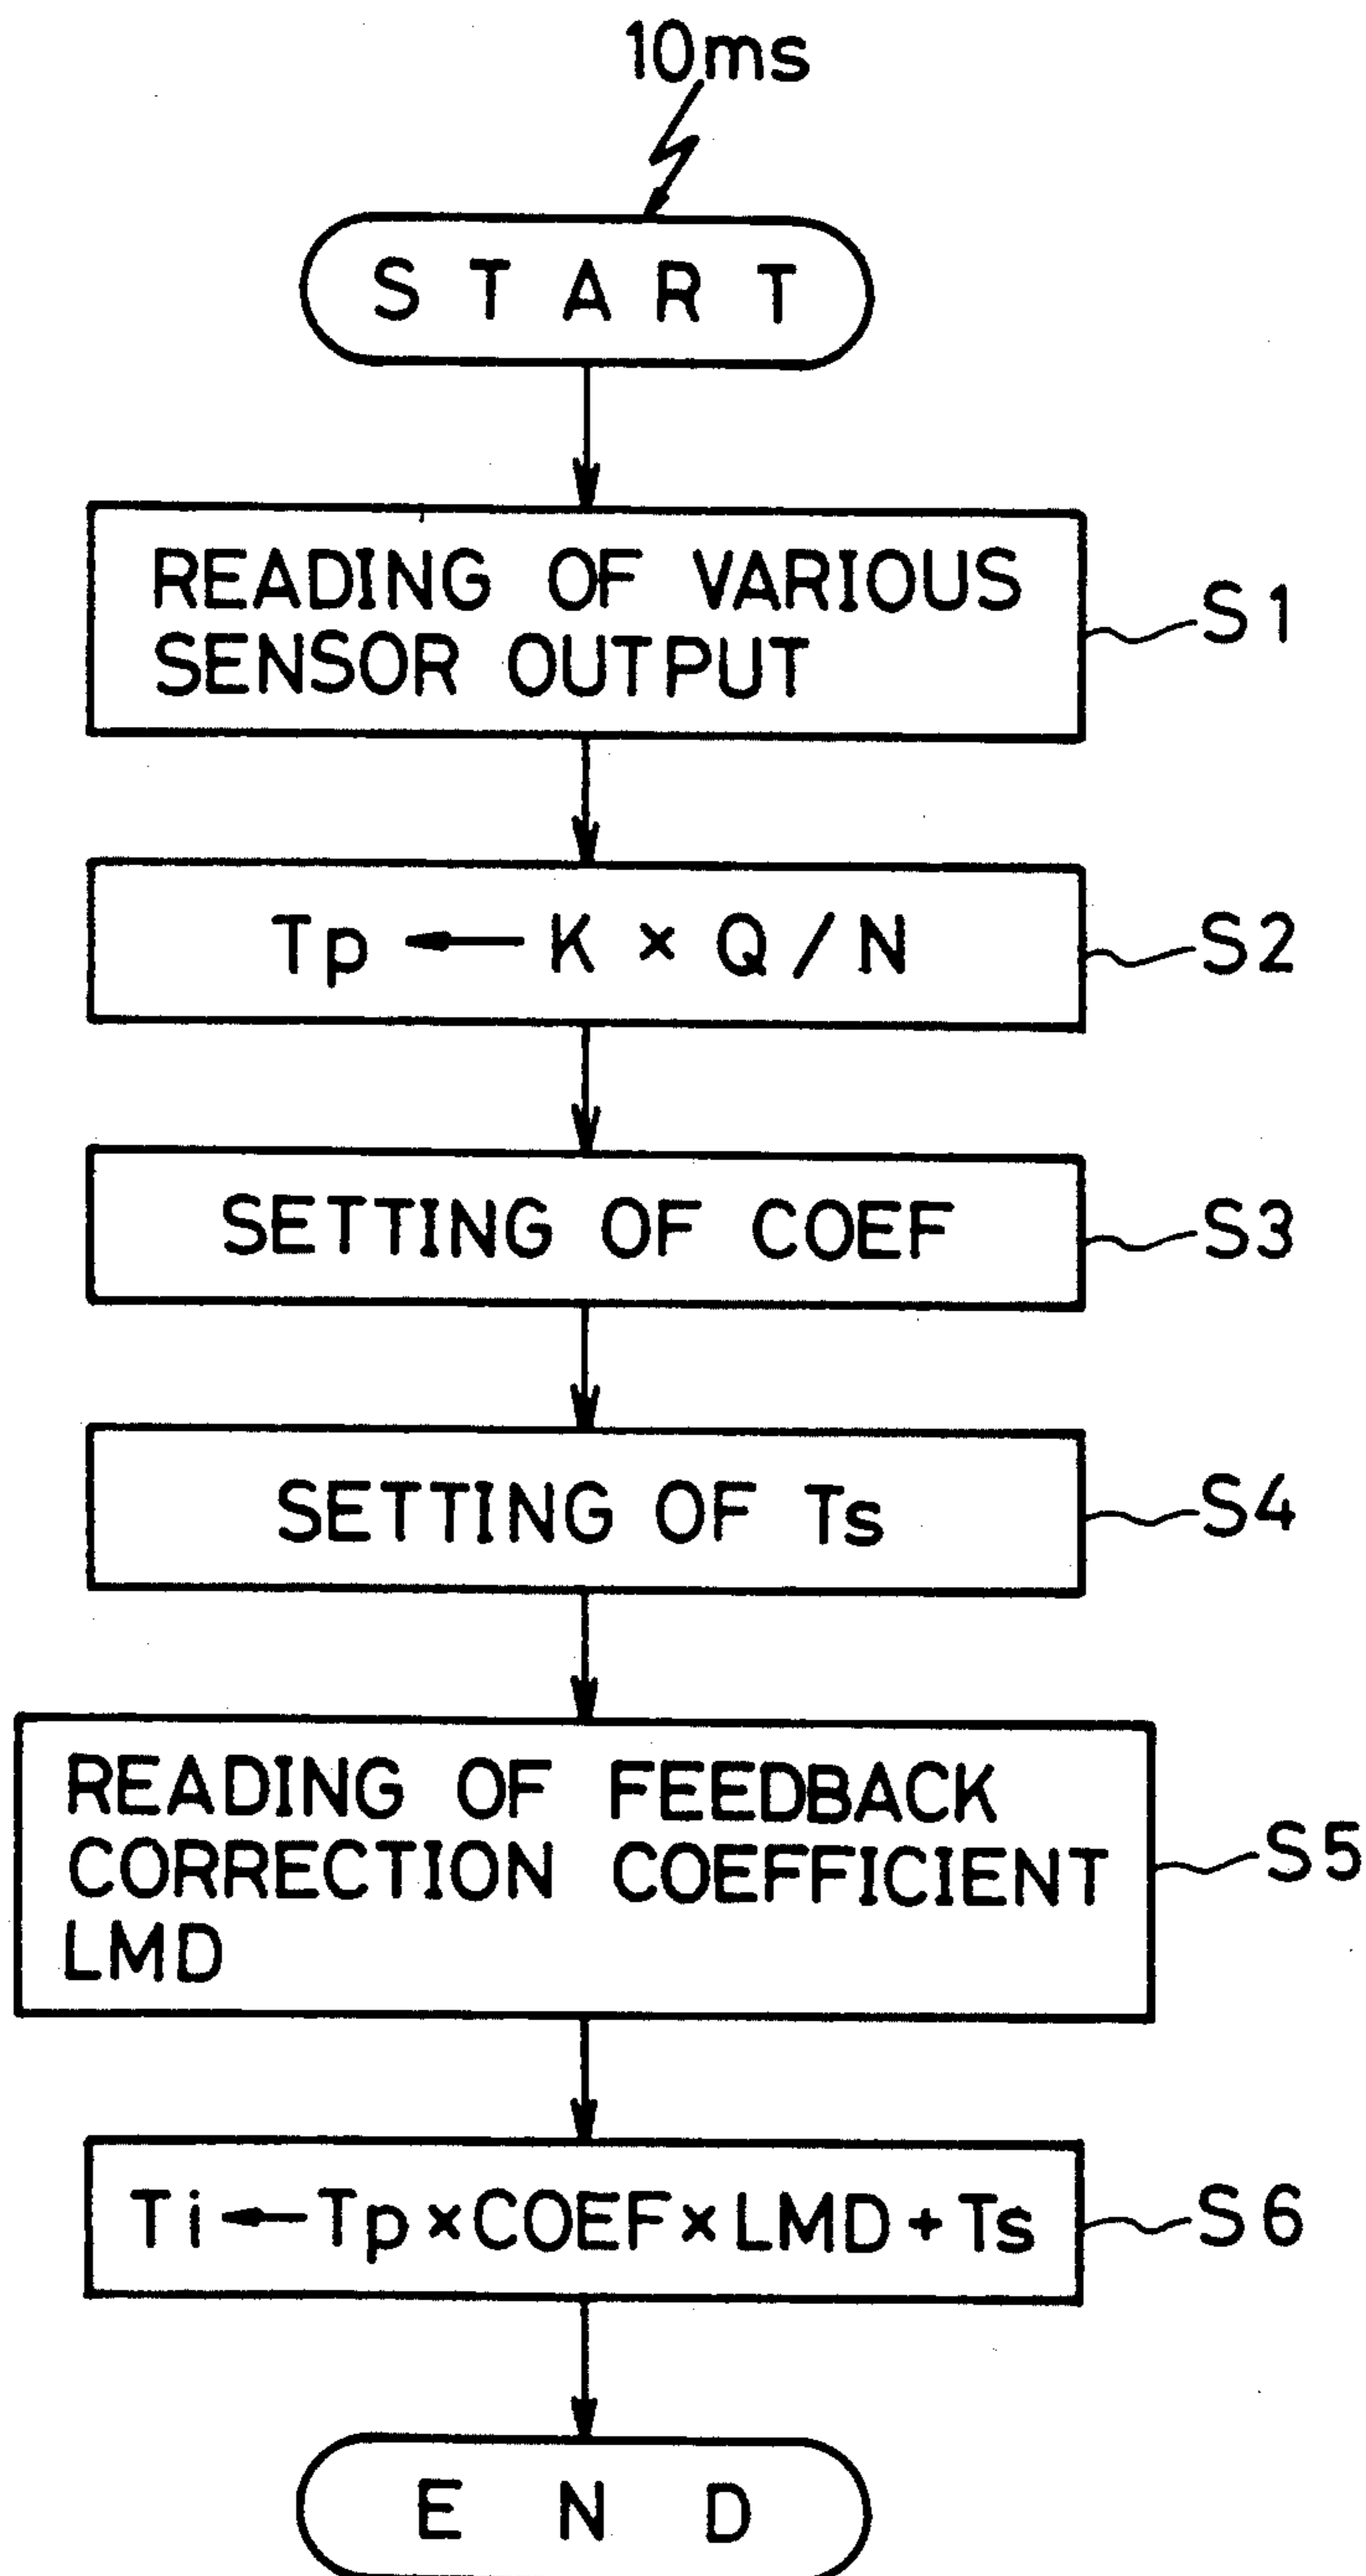 10ms
START
READING OF VARIOUS
SENSOR OUTPUT
S1
Tp ← K × Q / N
S2
SETTING OF COEF
S3
SETTING OF Ts
S4
READING OF FEEDBACK
CORRECTION COEFFICIENT
LMD
S5
Ti ← Tp × COEF × LMD + Ts
S6
END